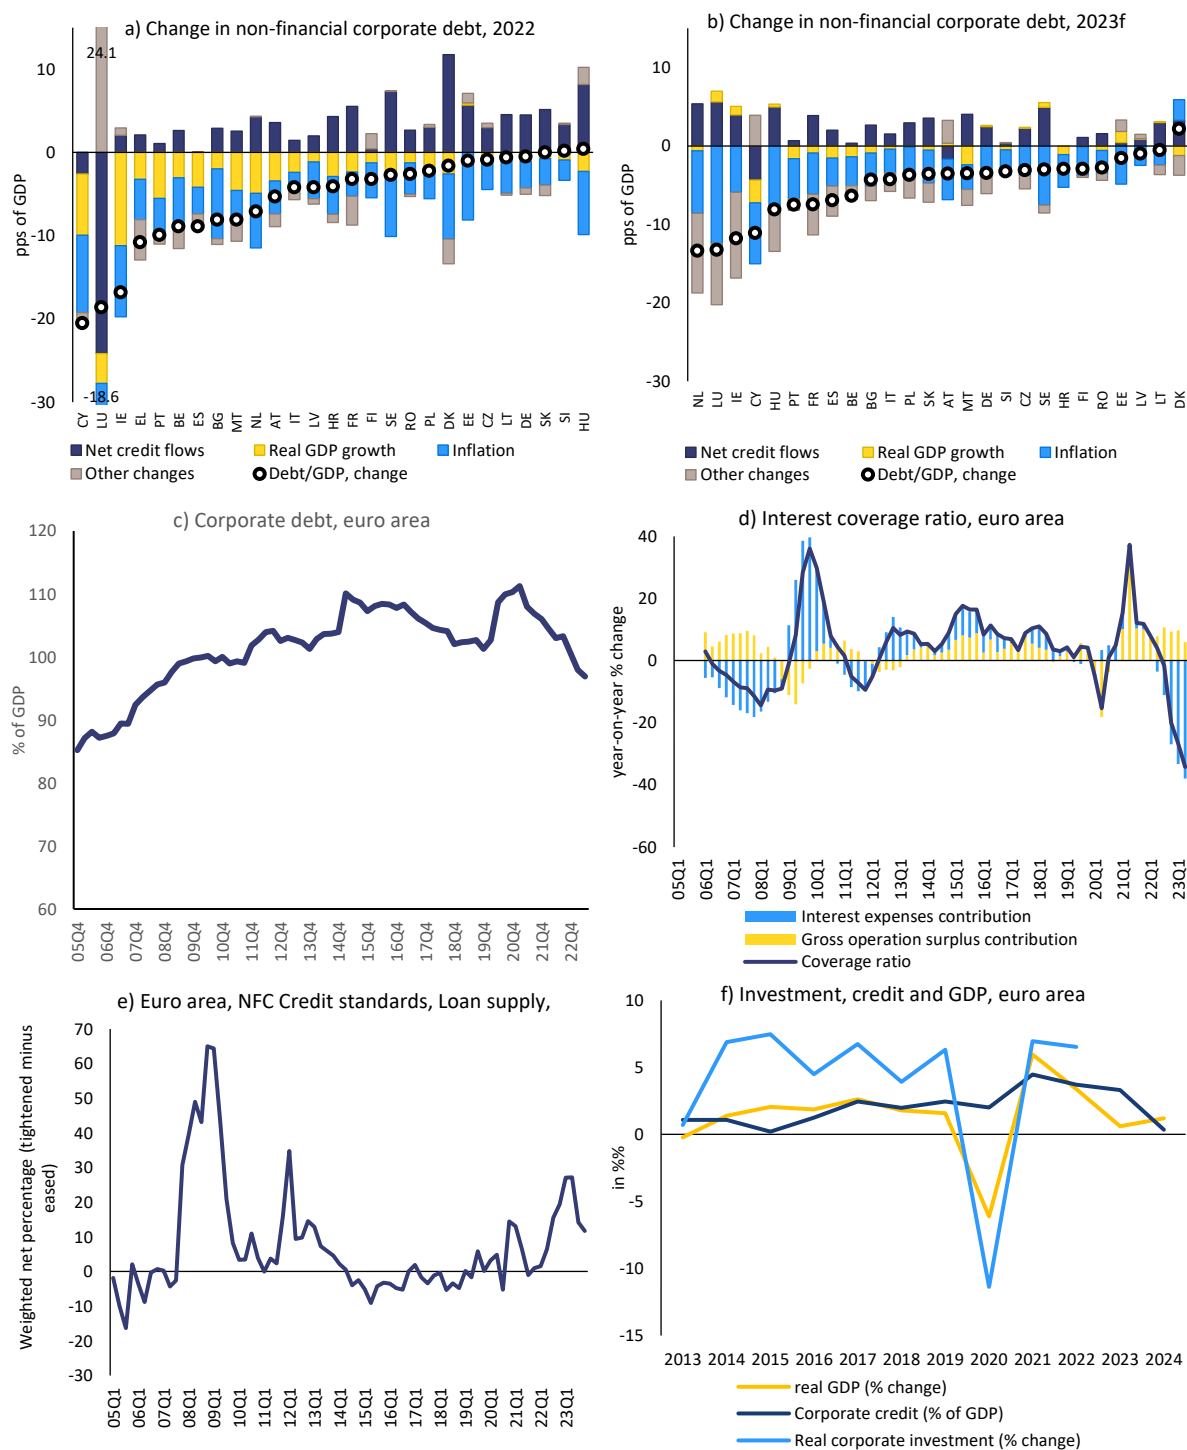 a) Change in non-financial corporate debt, 2022
24.1
10
0
-10
-20
-30
pps of GDP
-18.6
CY LU IE EL PT BE ES BG MT NL AT IT LV HR FR FI SE RO PL DK EE CZ LT DE SK SI HU
Net credit flows Real GDP growth Inflation
Other changes Debt/GDP, change
b) Change in non-financial corporate debt, 2023f
10
0
-10
-20
-30
pps of GDP
NL LU IE CY HU PT FR ES BE BG IT PL SK AT MT DE SI CZ SE HR FI RO EE LV LT DK
Net credit flows Real GDP growth Inflation
Other changes Debt/GDP, change
c) Corporate debt, euro area
120
110
100
90
80
70
60
% of GDP
05Q4 06Q4 07Q4 08Q4 09Q4 10Q4 11Q4 12Q4 13Q4 14Q4 15Q4 16Q4 17Q4 18Q4 19Q4 20Q4 21Q4 22Q4
d) Interest coverage ratio, euro area
40
20
0
-20
-40
-60
year-on-year % change
05Q1 06Q1 07Q1 08Q1 09Q1 10Q1 11Q1 12Q1 13Q1 14Q1 15Q1 16Q1 17Q1 18Q1 19Q1 20Q1 21Q1 22Q1 23Q1
Interest expenses contribution
Gross operation surplus contribution
Coverage ratio
e) Euro area, NFC Credit standards, Loan supply,
70
60
50
40
30
20
10
0
-10
-20
-30
Weighted net percentage (tightened minus
eased)
05Q1 06Q1 07Q1 08Q1 09Q1 10Q1 11Q1 12Q1 13Q1 14Q1 15Q1 16Q1 17Q1 18Q1 19Q1 20Q1 21Q1 22Q1 23Q1
f) Investment, credit and GDP, euro area
10
5
0
-5
-10
-15
in %%
2013 2014 2015 2016 2017 2018 2019 2020 2021 2022 2023 2024
real GDP (% change)
Corporate credit (% of GDP)
Real corporate investment (% change)